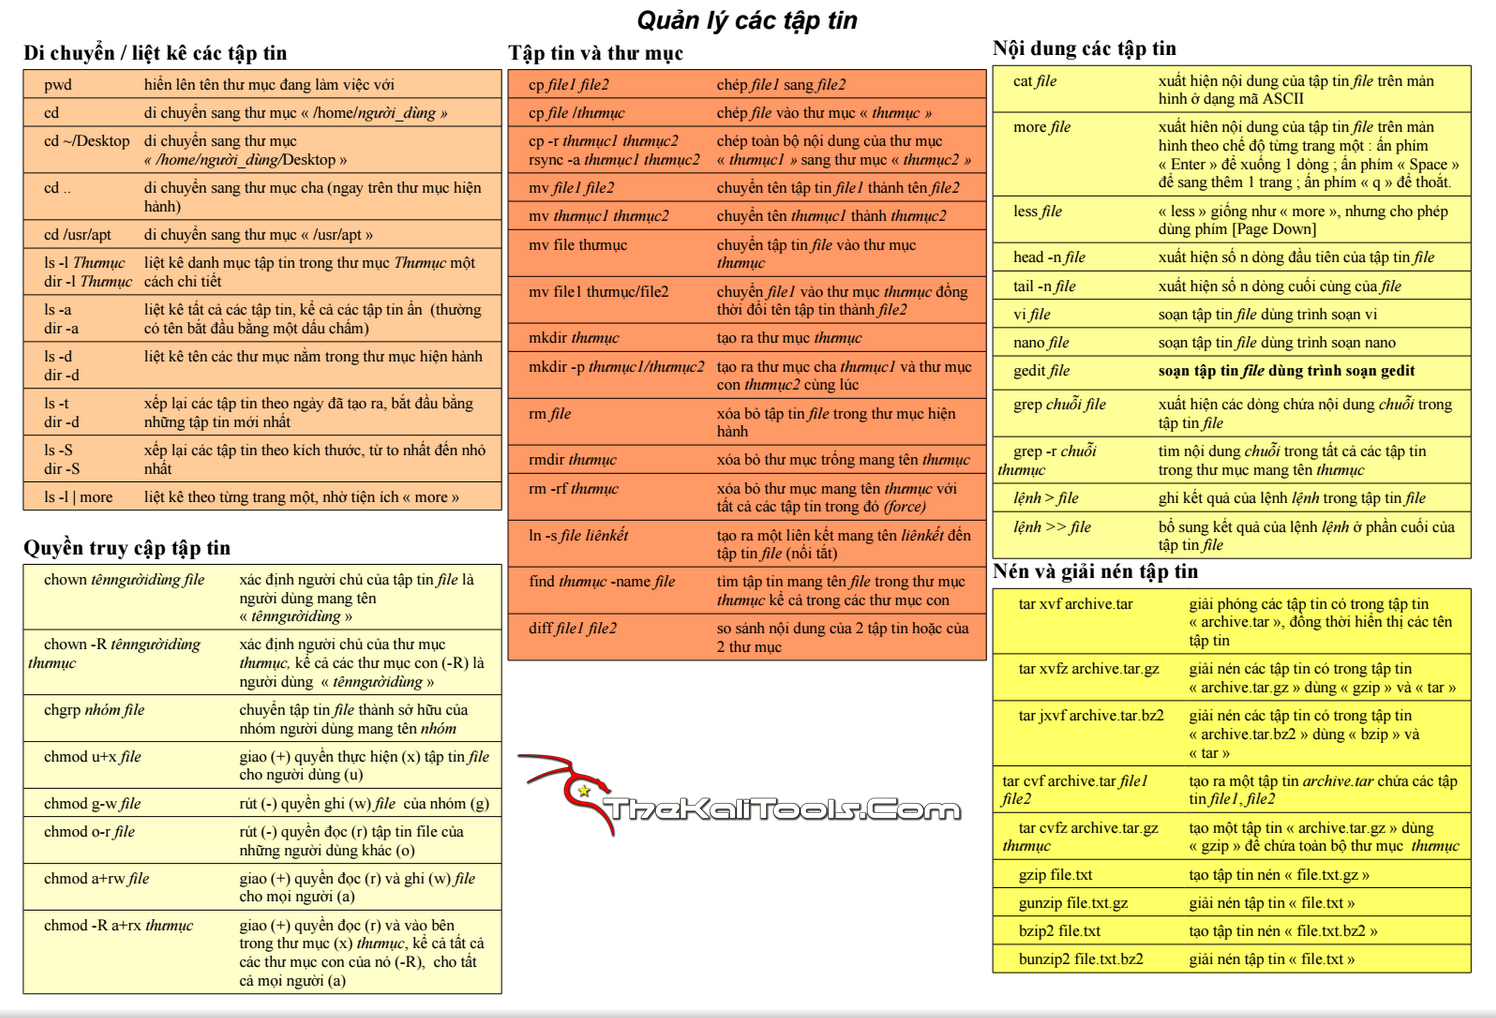 Quản lý các tập tin
Di chuyển / liệt kê các tập tin
pwd hiển lên tên thư mục đang làm việc với
cd di chuyển sang thư mục « /home/người_dùng »
cd ~/Desktop di chuyển sang thư mục
« /home/người_dùng/Desktop »
cd .. di chuyển sang thư mục cha (ngay trên thư mục hiện
hành)
cd /usr/apt di chuyển sang thư mục « /usr/apt »
ls -l Thưmục liệt kê danh mục tập tin trong thư mục Thưmục một
dir -l Thưmục cách chi tiết
ls -a liệt kê tất cả các tập tin, kể cả các tập tin ẩn (thường
dir -a có tên bắt đầu bằng một dấu chấm)
ls -d liệt kê tên các thư mục nằm trong thư mục hiện hành
dir -d
ls -t xếp lại các tập tin theo ngày đã tạo ra, bắt đầu bằng
dir -d những tập tin mới nhất
ls -S xếp lại các tập tin theo kích thước, từ to nhất đến nhỏ
dir -S nhất
ls -l | more liệt kê theo từng trang một, nhờ tiện ích « more »
Quyền truy cập tập tin
chown tênngườidùng file xác định người chủ của tập tin file là
người dùng mang tên
« tênngườidùng »
chown -R tênngườidùng xác định người chủ của thư mục
thưmục thưmục, kể cả các thư mục con (-R) là
người dùng « tênngườidùng »
chgrp nhóm file chuyển tập tin file thành sở hữu của
nhóm người dùng mang tên nhóm
chmod u+x file giao (+) quyền thực hiện (x) tập tin file
cho người dùng (u)
chmod g-w file rút (-) quyền ghi (w) file của nhóm (g)
chmod o-r file rút (-) quyền đọc (r) tập tin file của
những người dùng khác (o)
chmod a+rw file giao (+) quyền đọc (r) và ghi (w) file
cho mọi người (a)
chmod -R a+rx thưmục giao (+) quyền đọc (r) và vào bên
trong thư mục (x) thưmục, kể cả tất cả
các thư mục con của nó (-R), cho tất
cả mọi người (a)
Tập tin và thư mục
cp file1 file2 chép file1 sang file2
cp file /thưmục chép file vào thư mục « thưmục »
cp -r thưmục1 thưmục2 chép toàn bộ nội dung của thư mục
rsync -a thưmục1 thưmục2 « thưmục1 » sang thư mục « thưmục2 »
mv file1 file2 chuyển tên tập tin file1 thành tên file2
mv thưmục1 thưmục2 chuyển tên thưmục1 thành thưmục2
mv file thưmục chuyển tập tin file vào thư mục
thưmục
mv file1 thưmục/file2 chuyển file1 vào thư mục thưmục đồng
thời đổi tên tập tin thành file2
mkdir thưmục tạo ra thư mục thưmục
mkdir -p thưmục1/thưmục2 tạo ra thư mục cha thưmục1 và thư mục
con thưmục2 cùng lúc
rm file xóa bỏ tập tin file trong thư mục hiện
hành
rmdir thưmục xóa bỏ thư mục trống mang tên thưmục
rm -rf thưmục xóa bỏ thư mục mang tên thưmục với
tất cả các tập tin trong đó (force)
ln -s file liênkết tạo ra một liên kết mang tên liênkết đến
tập tin file (nối tắt)
find thưmục -name file tìm tập tin mang tên file trong thư mục
thưmục kể cả trong các thư mục con
diff file1 file2 so sánh nội dung của 2 tập tin hoặc của
2 thư mục
TheKaliTools.Com
Nội dung các tập tin
cat file xuất hiện nội dung của tập tin file trên màn
hình ở dạng mã ASCII
more file xuất hiên nội dung của tập tin file trên màn
hình theo chế độ từng trang một : ấn phím
« Enter » để xuống 1 dòng ; ấn phím « Space »
để sang thêm 1 trang ; ấn phím « q » để thoắt.
less file « less » giống như « more », nhưng cho phép
dùng phím [Page Down]
head -n file xuất hiện số n dòng đầu tiên của tập tin file
tail -n file xuất hiện số n dòng cuối cùng của file
vi file soạn tập tin file dùng trình soạn vi
nano file soạn tập tin file dùng trình soạn nano
gedit file soạn tập tin file dùng trình soạn gedit
grep chuỗi file xuất hiện các dòng chứa nội dung chuỗi trong
tập tin file
grep -r chuỗi tìm nội dung chuỗi trong tất cả các tập tin
thưmục trong thư mục mang tên thưmục
lệnh > file ghi kết quả của lệnh lệnh trong tập tin file
lệnh >> file bổ sung kết quả của lệnh lệnh ở phần cuối của
tập tin file
Nén và giải nén tập tin
tar xvf archive.tar giải phóng các tập tin có trong tập tin
« archive.tar », đồng thời hiển thị các tên
tập tin
tar xvfz archive.tar.gz giải nén các tập tin có trong tập tin
« archive.tar.gz » dùng « gzip » và « tar »
tar jxvf archive.tar.bz2 giải nén các tập tin có trong tập tin
« archive.tar.bz2 » dùng « bzip » và
« tar »
tar cvf archive.tar file1 tạo ra một tập tin archive.tar chứa các tập
file2 tin file1, file2
tar cvfz archive.tar.gz tạo một tập tin « archive.tar.gz » dùng
thưmục « gzip » để chứa toàn bộ thư mục thưmục
gzip file.txt tạo tập tin nén « file.txt.gz »
gunzip file.txt.gz giải nén tập tin « file.txt »
bzip2 file.txt tạo tập tin nén « file.txt.bz2 »
bunzip2 file.txt.bz2 giải nén tập tin « file.txt »